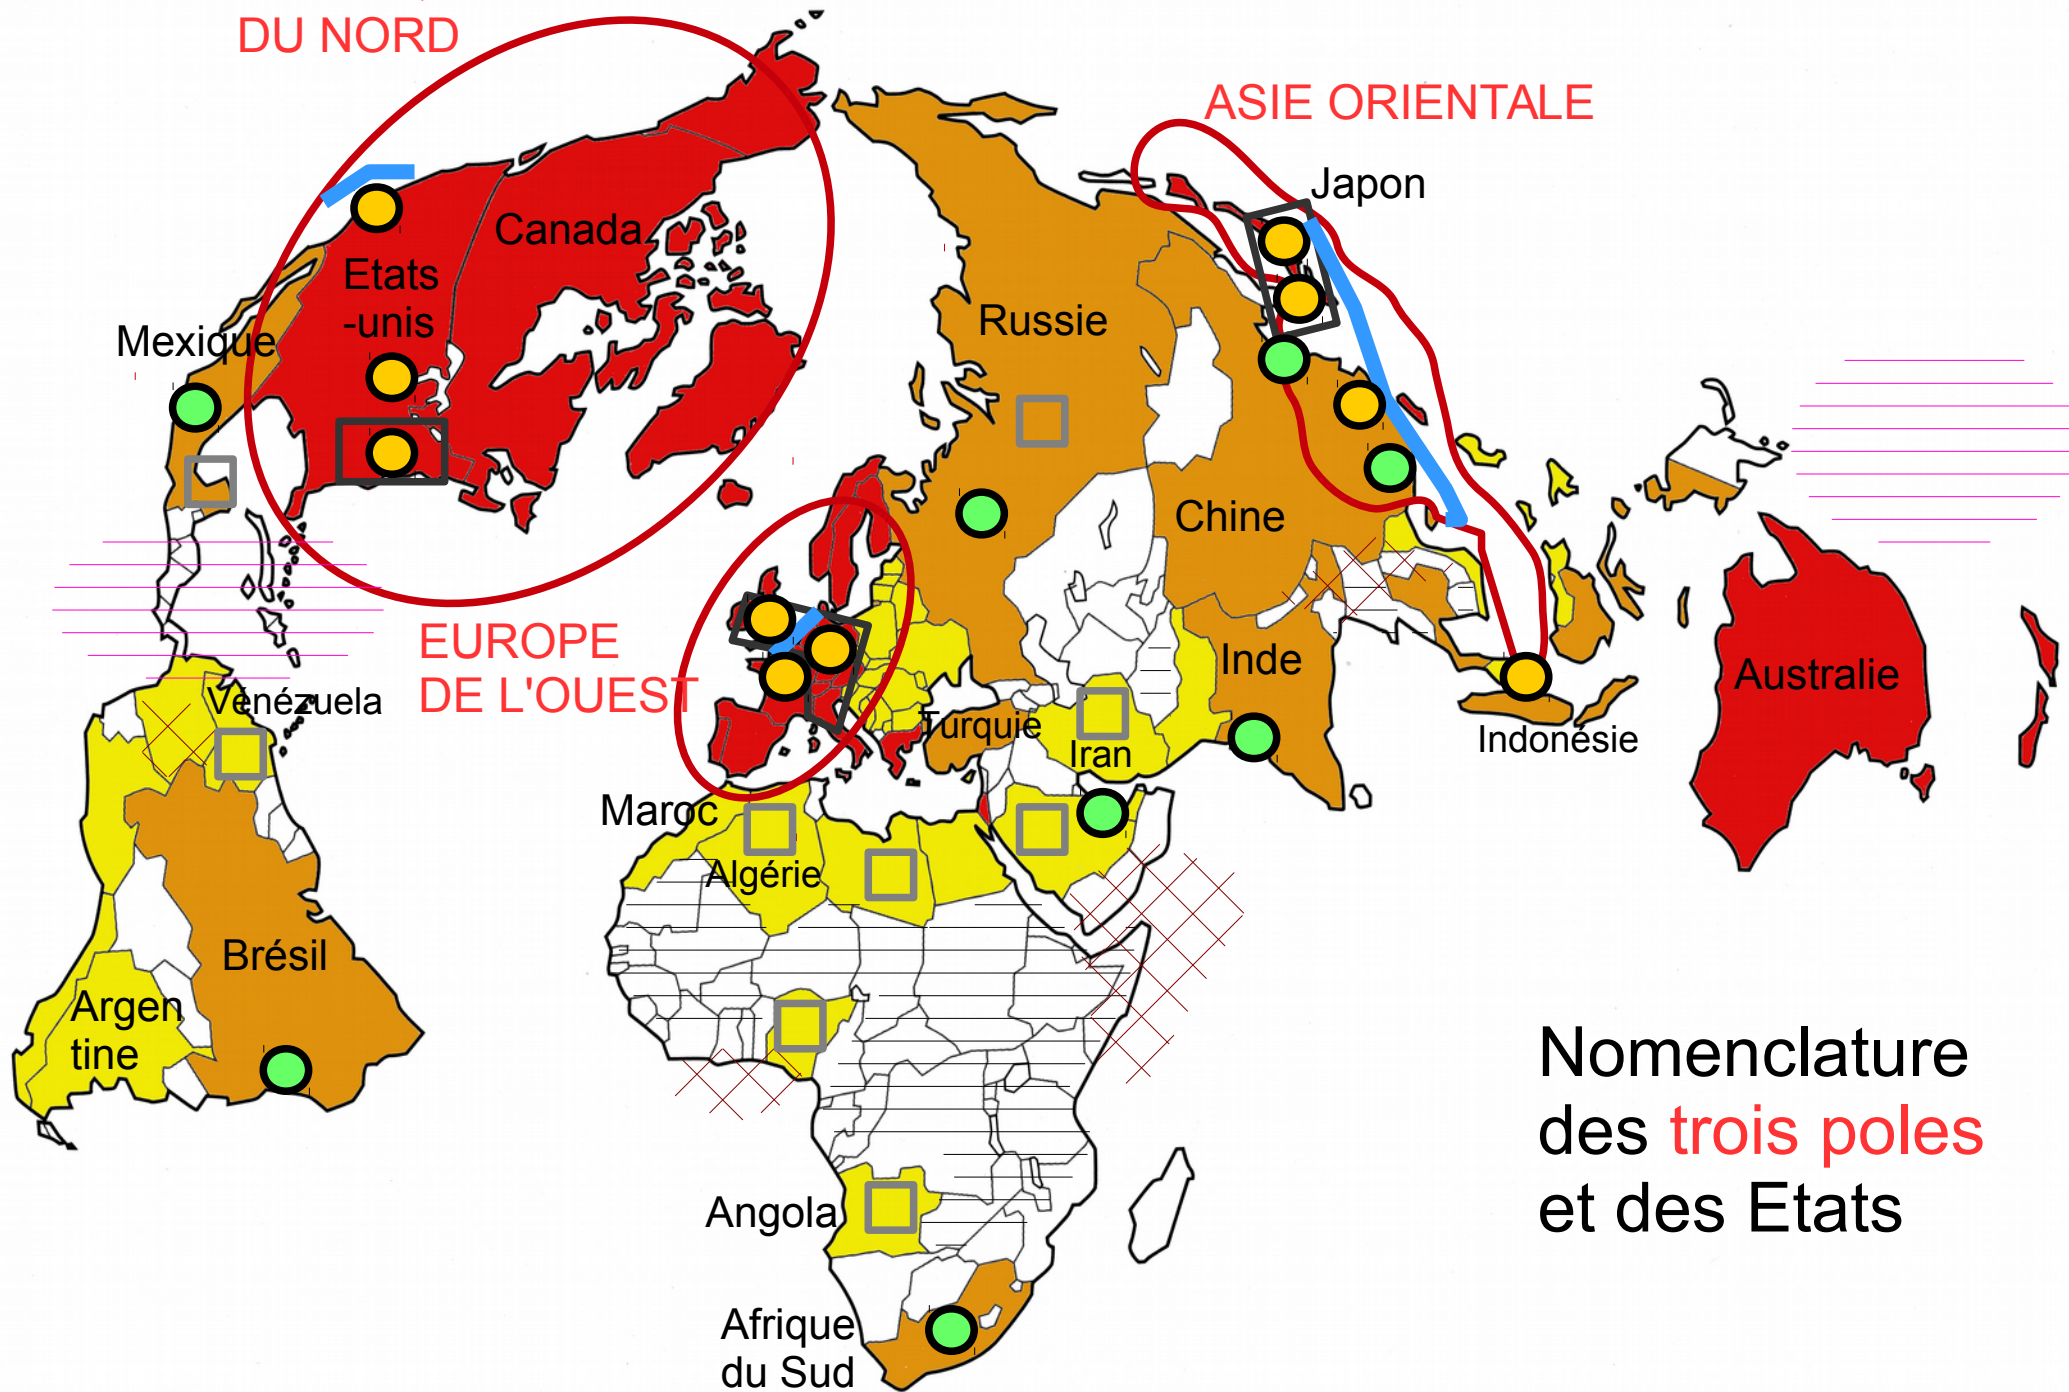 DU NORD
ASIE ORIENTALE
Japon
Canada
Etats
-unis
Russie
Mexique
Chine
EUROPE
DE L'OUEST
Inde
Australie
Vénézuela
Turquie
Iran
Indonésie
Maroc
Algérie
Brésil
Argen
tine
Nomenclature
des trois poles
et des Etats
Angola
Afrique
du Sud